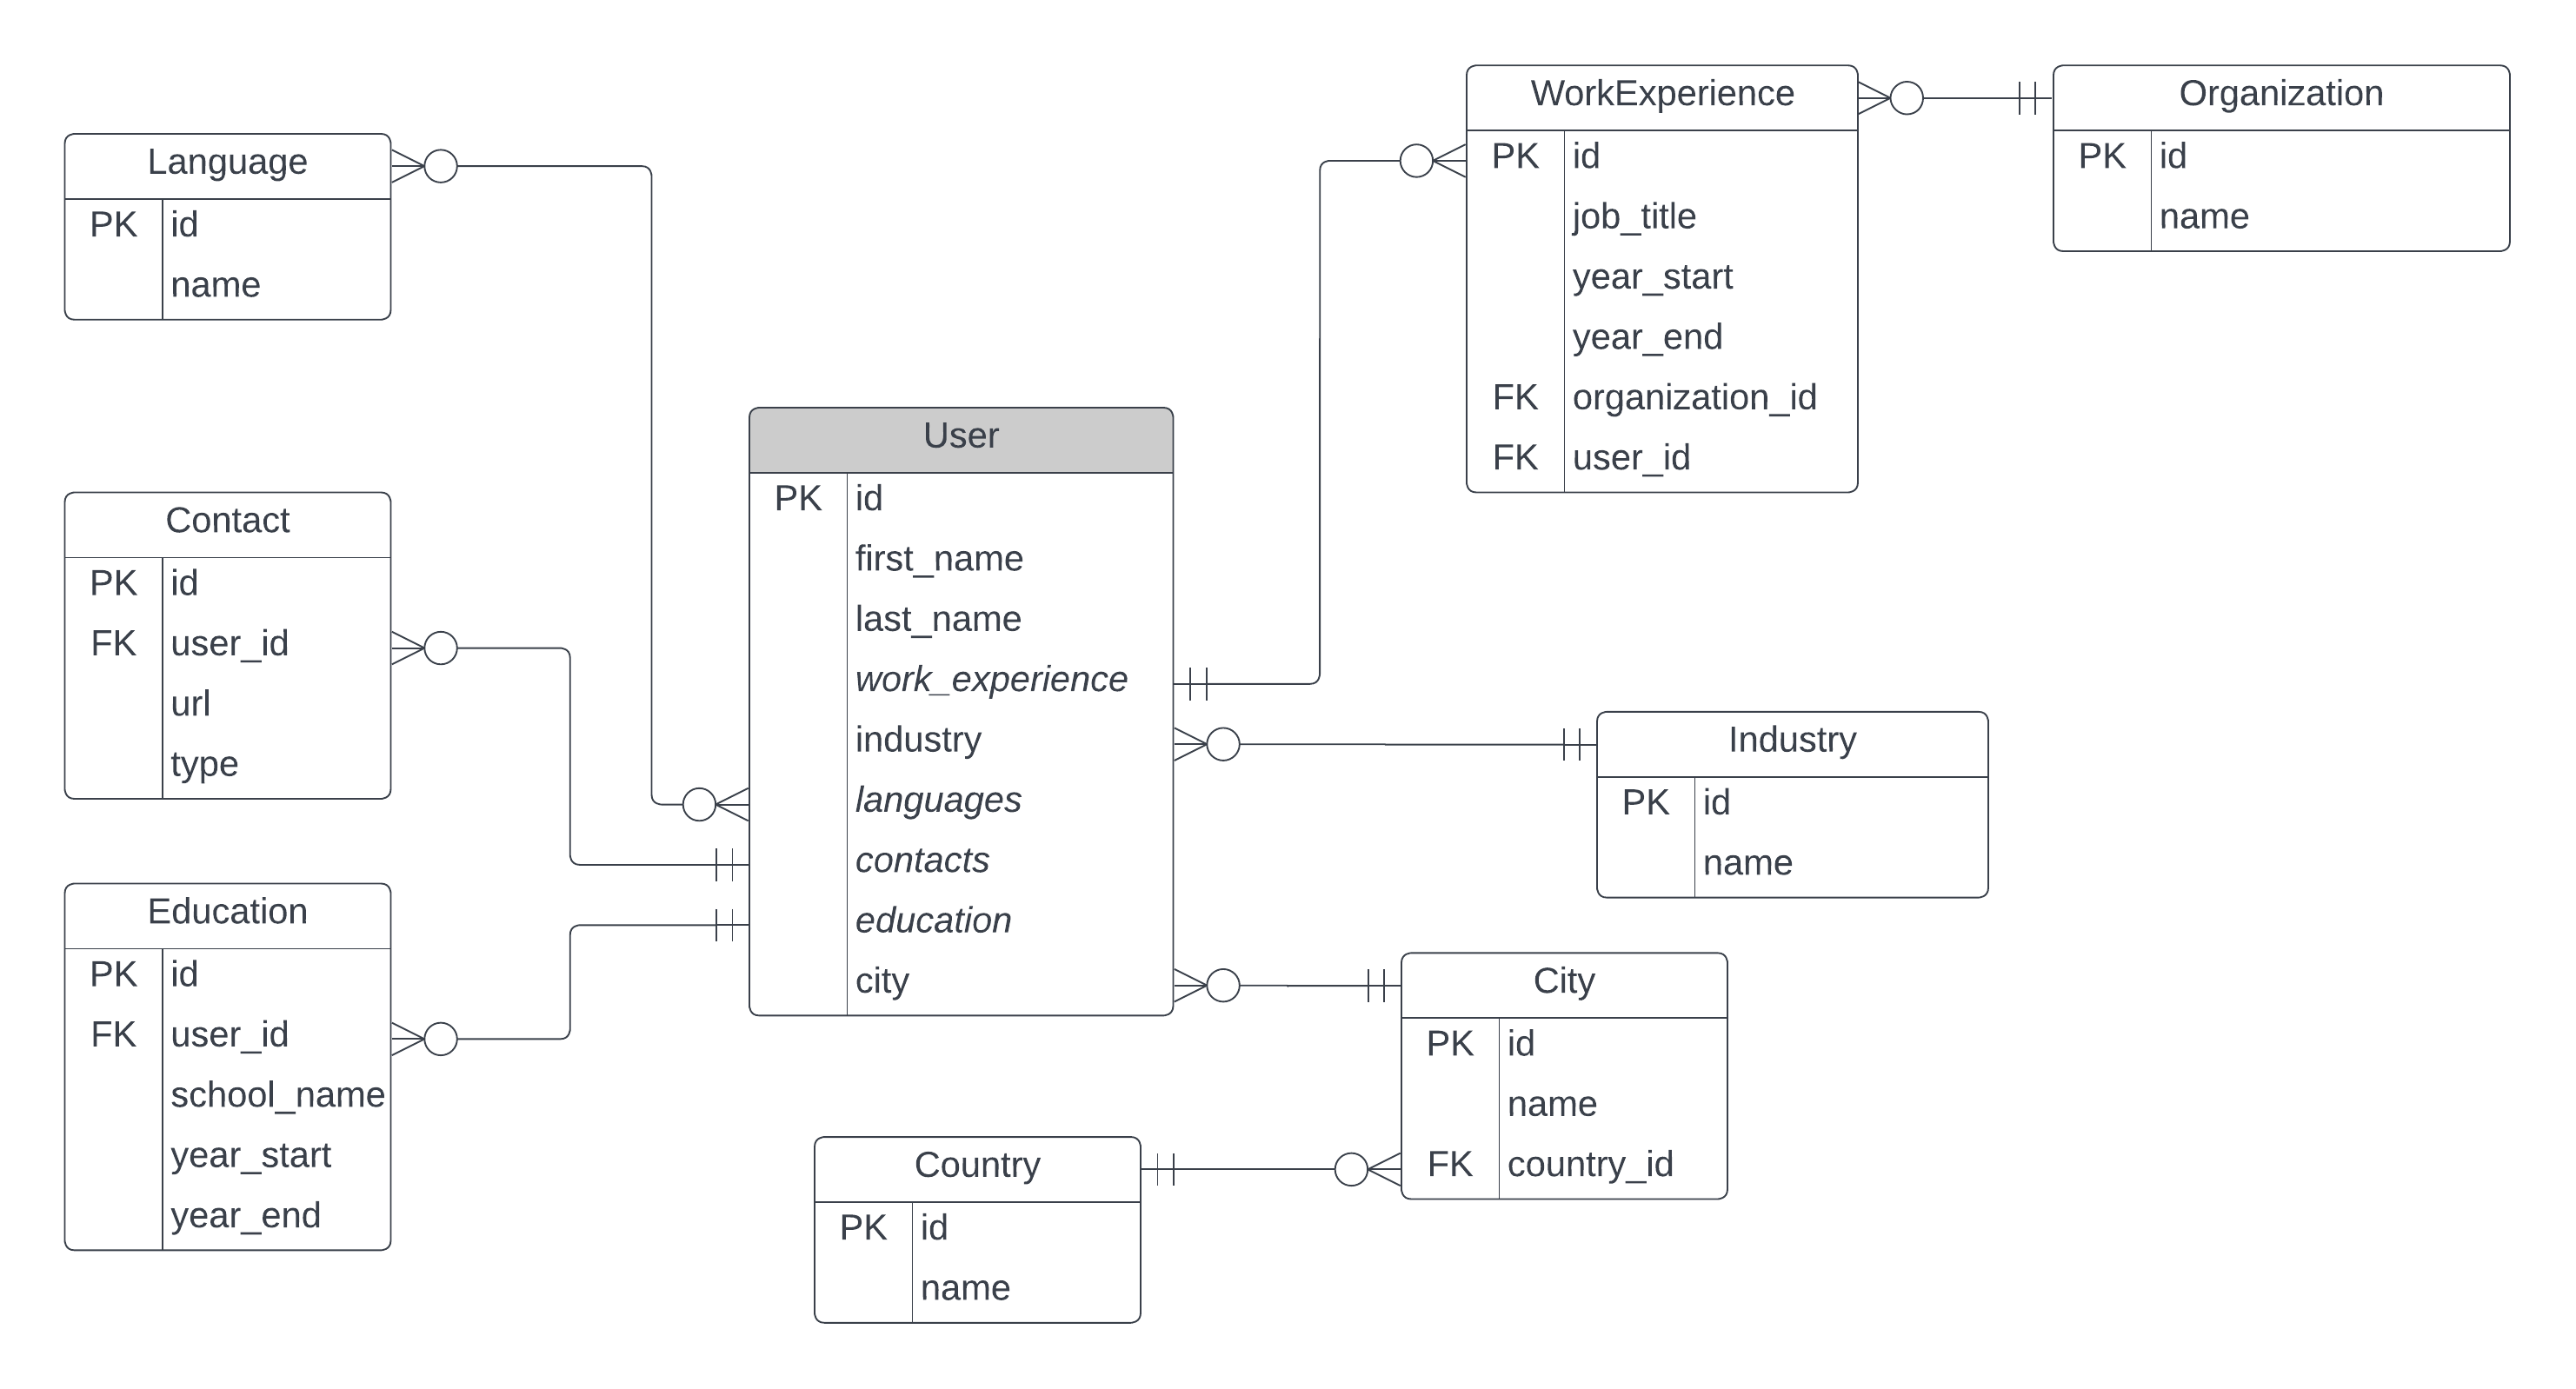 Language
PK id
name
Contact
PK id
FK user_id
url
type
Education
PK id
FK user_id
school_name
year_start
year_end
User
PK id
first_name
last_name
work_experience
industry
languages
contacts
education
city
Country
PK id
name
WorkExperience
PK id
job_title
year_start
year_end
FK organization_id
FK user_id
Organization
PK id
name
Industry
PK id
name
City
PK id
name
FK country_id